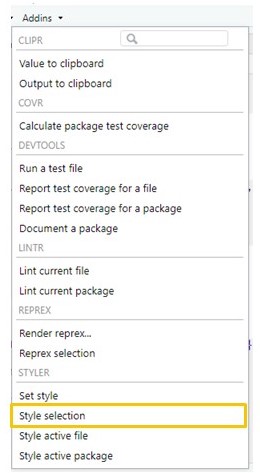 Addins
CLIPR
Value to clipboard
Output to clipboard
COVR
Calculate package test coverage
DEVTOOLS
Run a test file
Report test coverage for a file
Report test coverage for a package
Document a package
LINTR
Lint current file
Lint current package
REPREX
Render reprex...
Reprex selection
STYLER
Set style
Style selection
Style active file
Style active package